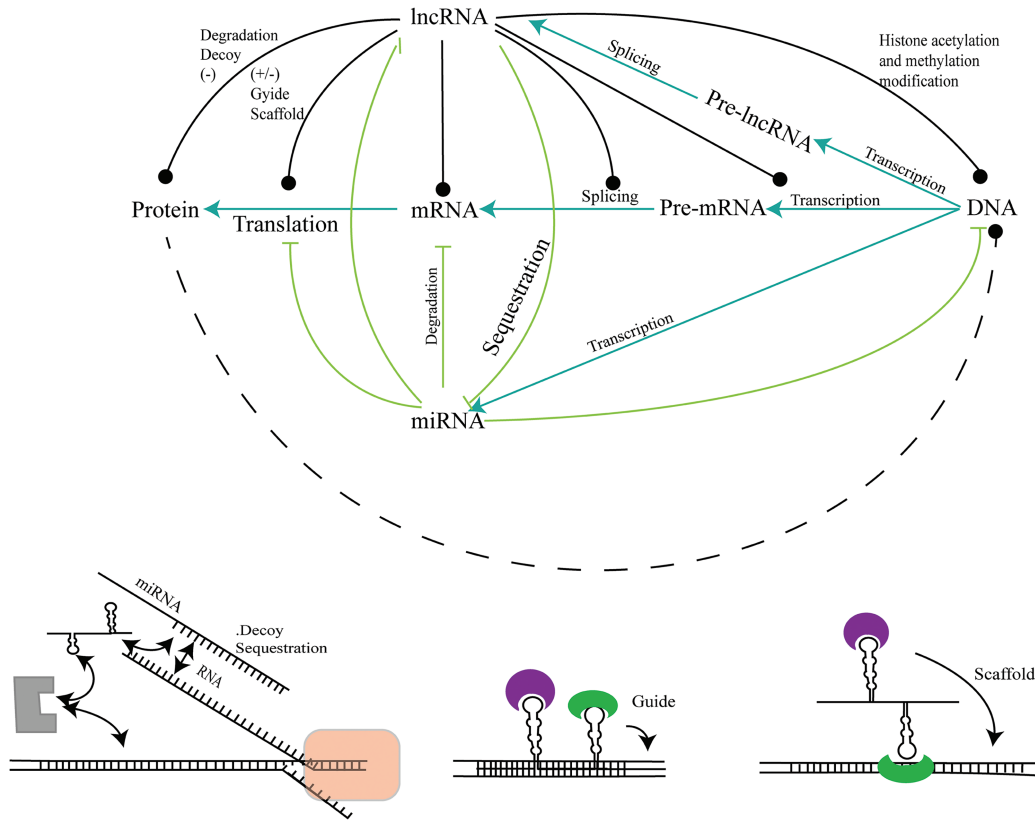 lncRNA
Degradation
Decoy
(-)
(+/-)
Gyide
Scaffold
Splicing
Histone acetylation
and methylation
modification
Pre-lncRNA
Transcription
Protein
Translation
mRNA
Splicing
Pre-mRNA
Transcription
DNA
Degradation
Sequestration
Transcription
miRNA
miRNA
.Decoy
Sequestration
RNA
Guide
Scaffold